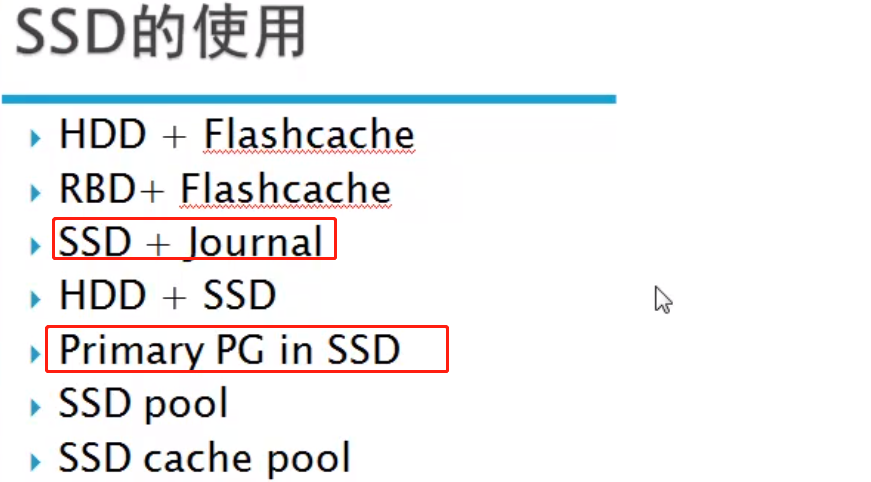 SSD的使用
HDD + Flashcache
RBD+ Flashcache
SSD + Journal
HDD + SSD
Primary PG in SSD
SSD pool
SSD cache pool